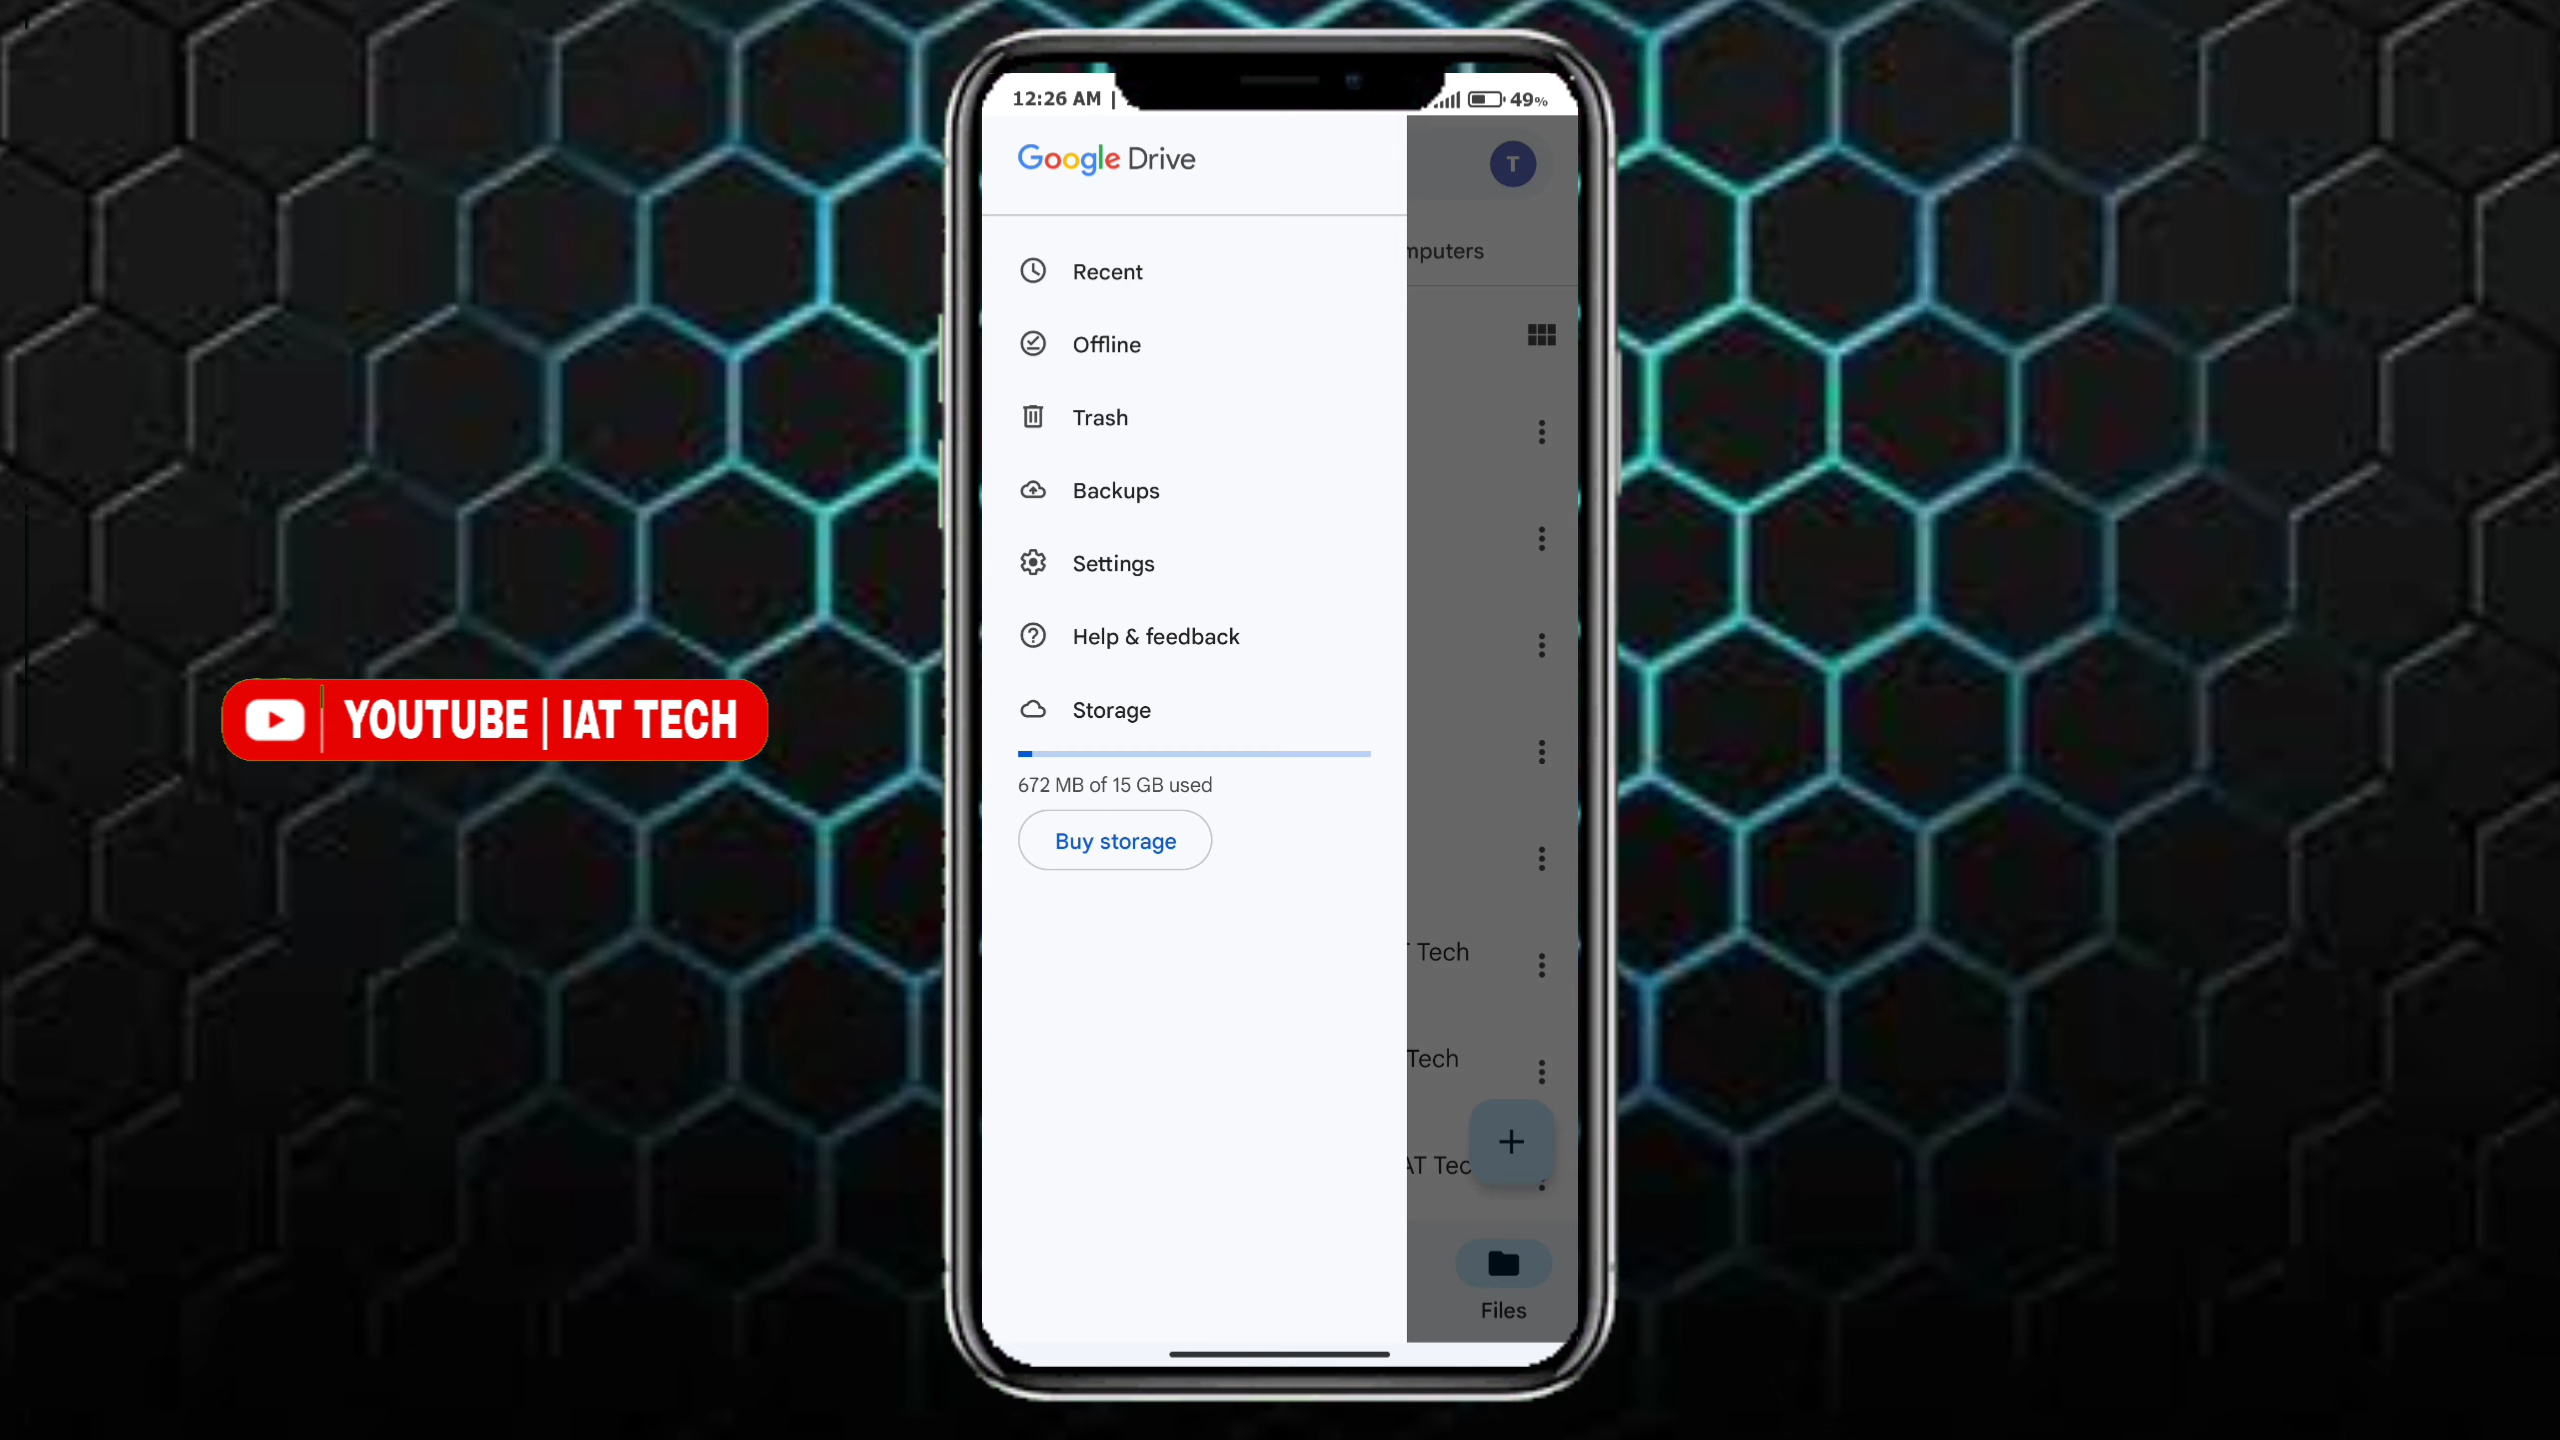 12:26 AM |
49%
Google Drive
T
mputers
Recent
Offline
Trash
Backups
Settings
Help & feedback
Storage
672 MB of 15 GB used
Buy storage
YOUTUBE | IAT TECH
Tech
Tech
AT Tec
Files